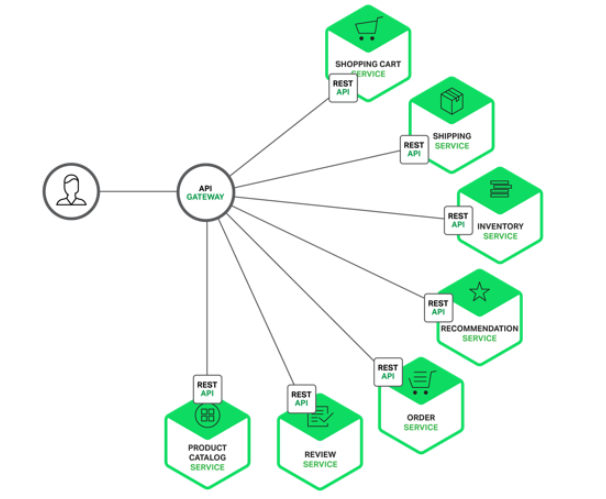 SHOPPING CART
SERVICE
REST
API
SHIPPING
SERVICE
REST
API
API
GATEWAY
REST
API
INVENTORY
SERVICE
REST
API
RECOMMENDATION
SERVICE
REST
API
ORDER
SERVICE
REST
API
REVIEW
SERVICE
REST
API
PRODUCT
CATALOG
SERVICE